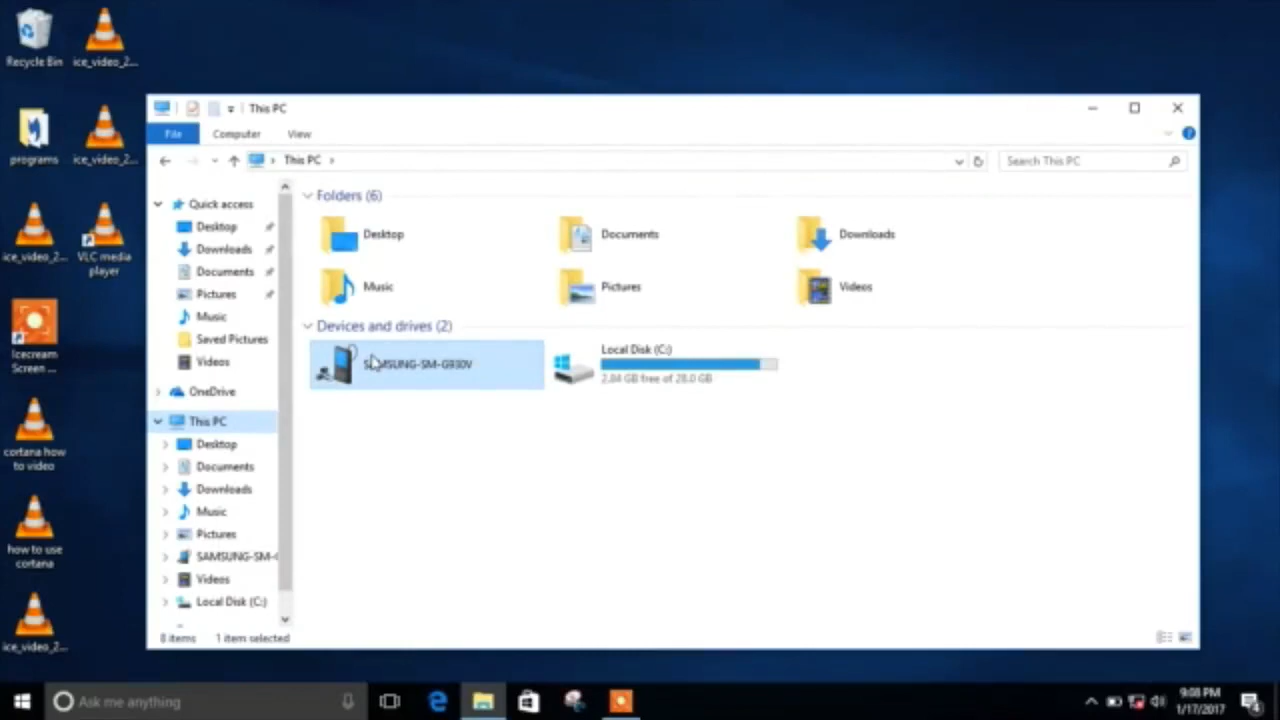 Recycle Bin
ice_video_2...
programs
ice_video_2...
ice_video_2...
VLC media
player
Icecream
Screen ...
cortana how
to video
how to use
cortana
ice_video_2...
This PC
File
Computer
View
This PC
Search This PC
Quick access
Desktop
Downloads
Documents
Pictures
Music
Saved Pictures
Videos
OneDrive
This PC
Desktop
Documents
Downloads
Music
Pictures
SAMSUNG-SM-G
Videos
Local Disk (C:)
Folders (6)
Desktop
Documents
Downloads
Music
Pictures
Videos
Devices and drives (2)
SAMSUNG-SM-G930V
Local Disk (C:)
2.84 GB free of 28.0 GB
8 items
1 item selected
Ask me anything
9:08 PM
1/17/2017
4